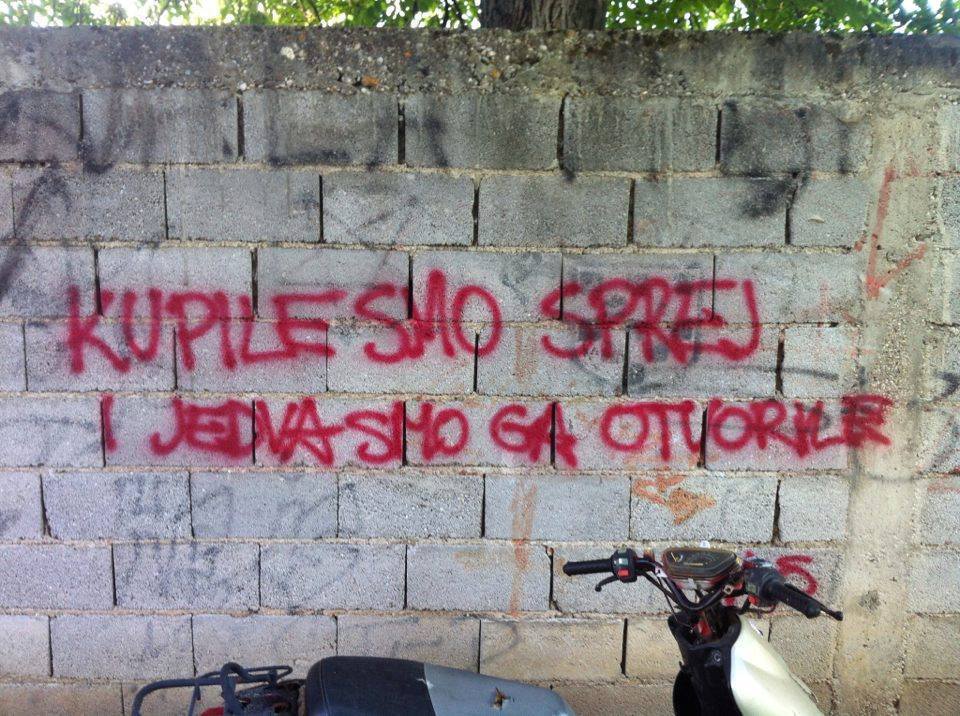 KUPILE SMO SPREJ
I JEDVA SMO GA OTVORILE